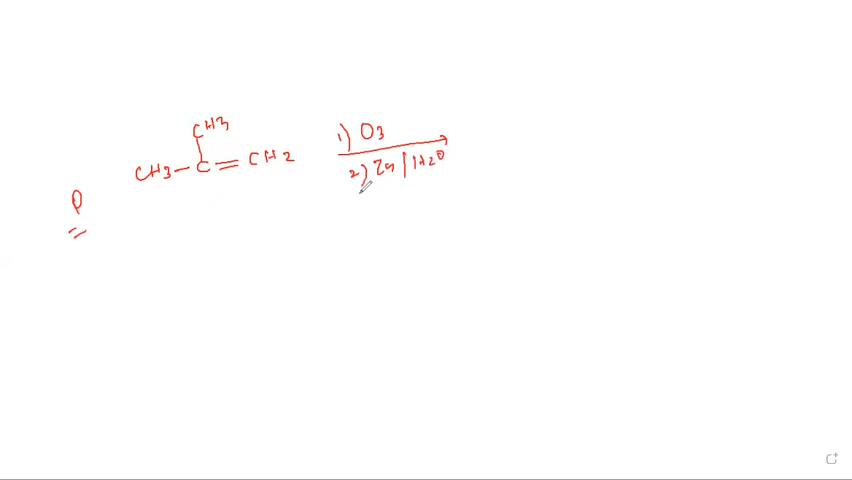 CH3
1) O3
CH3-C=CH2
2) Zn|H2O
Q